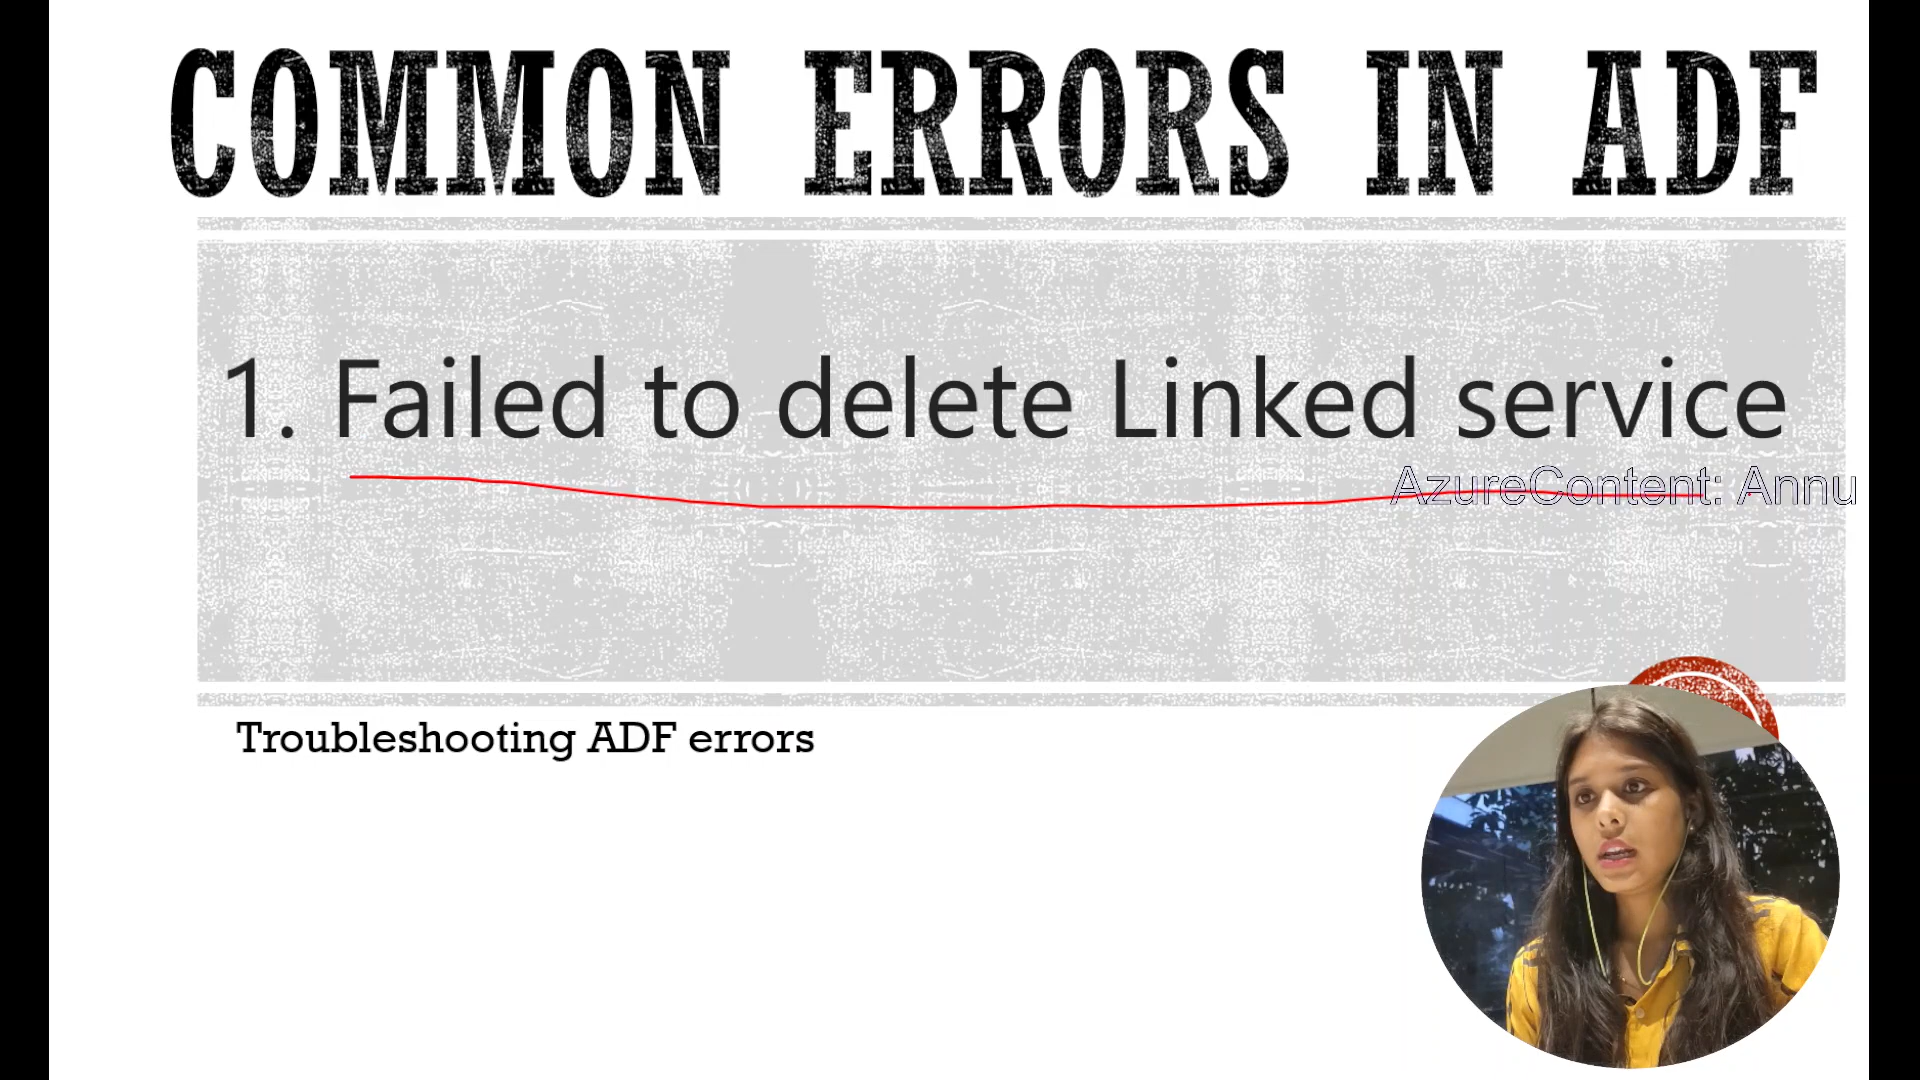 COMMON ERRORS IN ADF
1. Failed to delete Linked service
AzureContent: Annu
Troubleshooting ADF errors